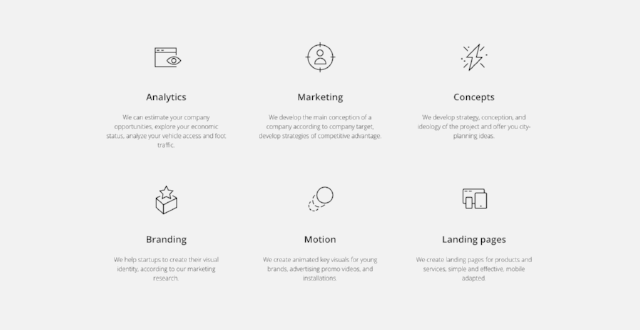 Analytics
We can estimate your company
opportunities, explore your economic
status, analyze your vehicle access and foot
traffic.
Marketing
We develop the main conception of a
company according to company target,
develop strategies of competitive advantage.
Concepts
We develop strategy, conception, and
ideology of the project and offer you city-
planning ideas.
Branding
We help startups to create their visual
identity, according to our marketing
research.
Motion
We create animated key visuals for young
brands, advertising promo videos, and
installations
Landing pages
We create landing pages for products and
services, simple and effective, mobile
adapted.